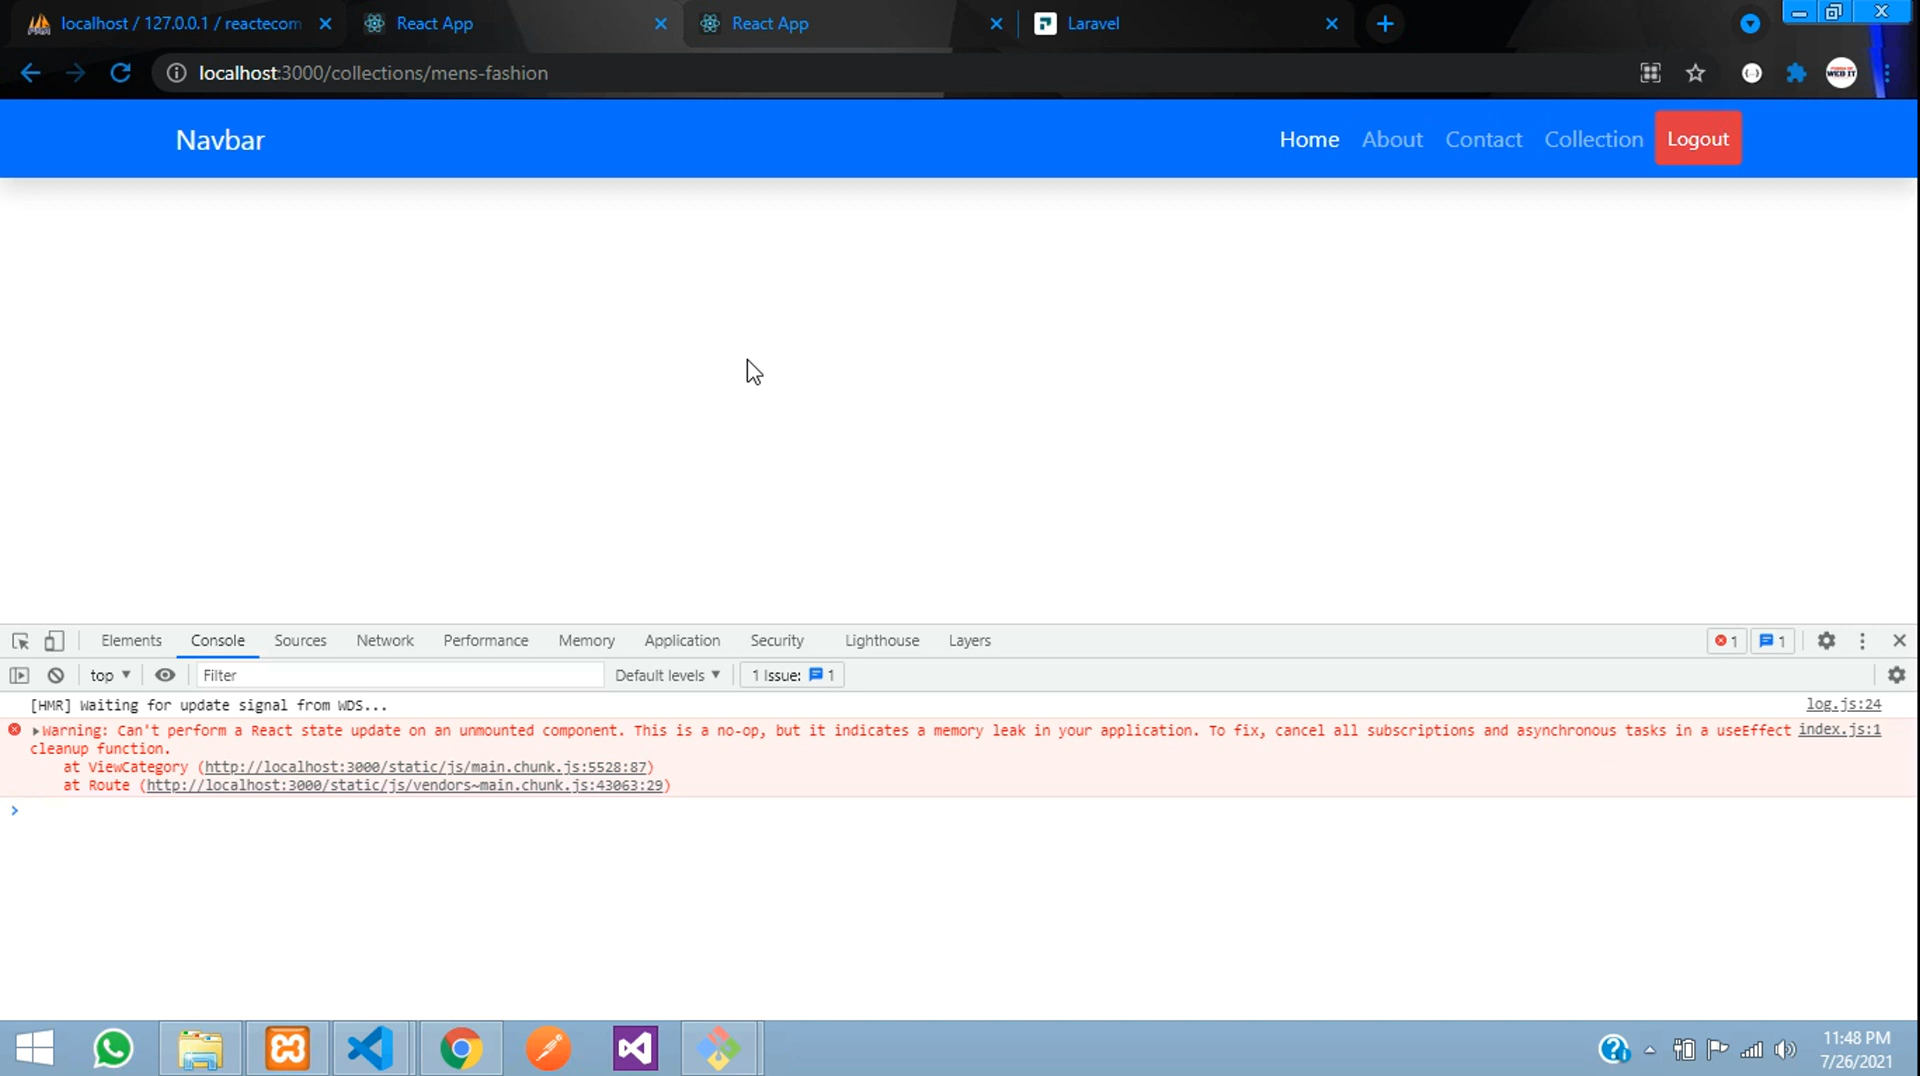 localhost / 127.0.0.1 / reactecom
React App
React App
Laravel
localhost:3000/collections/mens-fashion
WEB IT
Navbar
Home
About
Contact
Collection
Logout
Elements
Console
Sources
Network
Performance
Memory
Application
Security
Lighthouse
Layers
1
1
top ▼
Filter
Default levels ▼
1 Issue: 1
[HMR] Waiting for update signal from WDS...
log.js:24
▶Warning: Can't perform a React state update on an unmounted component. This is a no-op, but it indicates a memory leak in your application. To fix, cancel all subscriptions and asynchronous tasks in a useEffect
index.js:1
cleanup function.
at ViewCategory (http://localhost:3000/static/js/main.chunk.js:5528:87)
at Route (http://localhost:3000/static/js/vendors~main.chunk.js:43063:29)
11:48 PM
7/26/2021